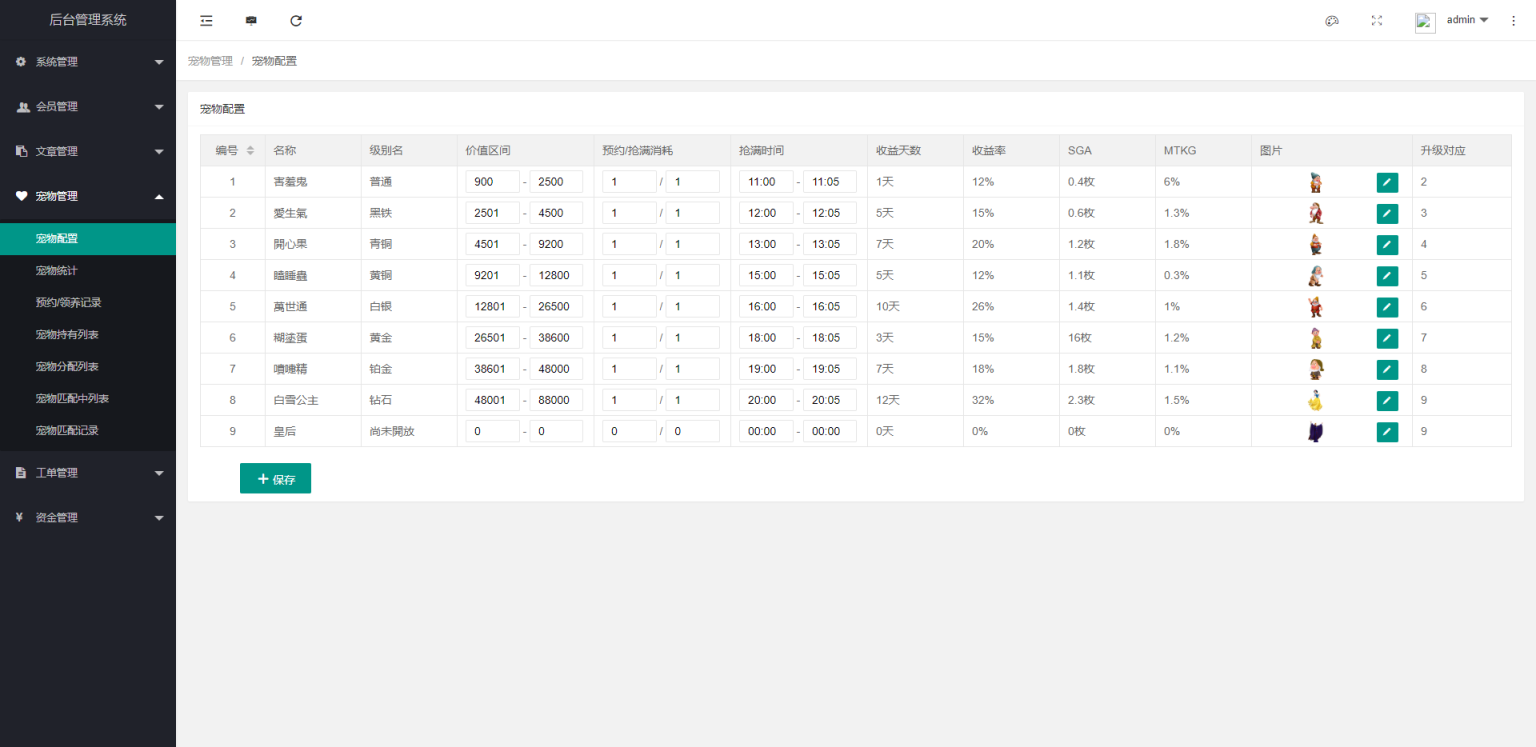 后台管理系统
系统管理
会员管理
文章管理
宠物管理
宠物配置
宠物统计
预约/领养记录
宠物持有列表
宠物分配列表
宠物匹配中列表
宠物匹配记录
工单管理
¥ 资金管理
admin
宠物管理 / 宠物配置
宠物配置
编号 名称 级别名 价值区间 预约/抢满消耗 抢满时间 收益天数 收益率 SGA MTKG 图片 升级对应
1 害羞鬼 普通 900 - 2500 1 / 1 11:00 - 11:05 1天 12% 0.4枚 6% 2
2 愛生氣 黑铁 2501 - 4500 1 / 1 12:00 - 12:05 5天 15% 0.6枚 1.3% 3
3 開心果 青铜 4501 - 9200 1 / 1 13:00 - 13:05 7天 20% 1.2枚 1.8% 4
4 瞌睡蟲 黄铜 9201 - 12800 1 / 1 15:00 - 15:05 5天 12% 1.1枚 0.3% 5
5 萬世通 白银 12801 - 26500 1 / 1 16:00 - 16:05 10天 26% 1.4枚 1% 6
6 糊塗蛋 黄金 26501 - 38600 1 / 1 18:00 - 18:05 3天 15% 16枚 1.2% 7
7 噴嚏精 铂金 38601 - 48000 1 / 1 19:00 - 19:05 7天 18% 1.8枚 1.1% 8
8 白雪公主 钻石 48001 - 88000 1 / 1 20:00 - 20:05 12天 32% 2.3枚 1.5% 9
9 皇后 尚未開放 0 - 0 0 / 0 00:00 - 00:00 0天 0% 0枚 0% 9
+ 保存